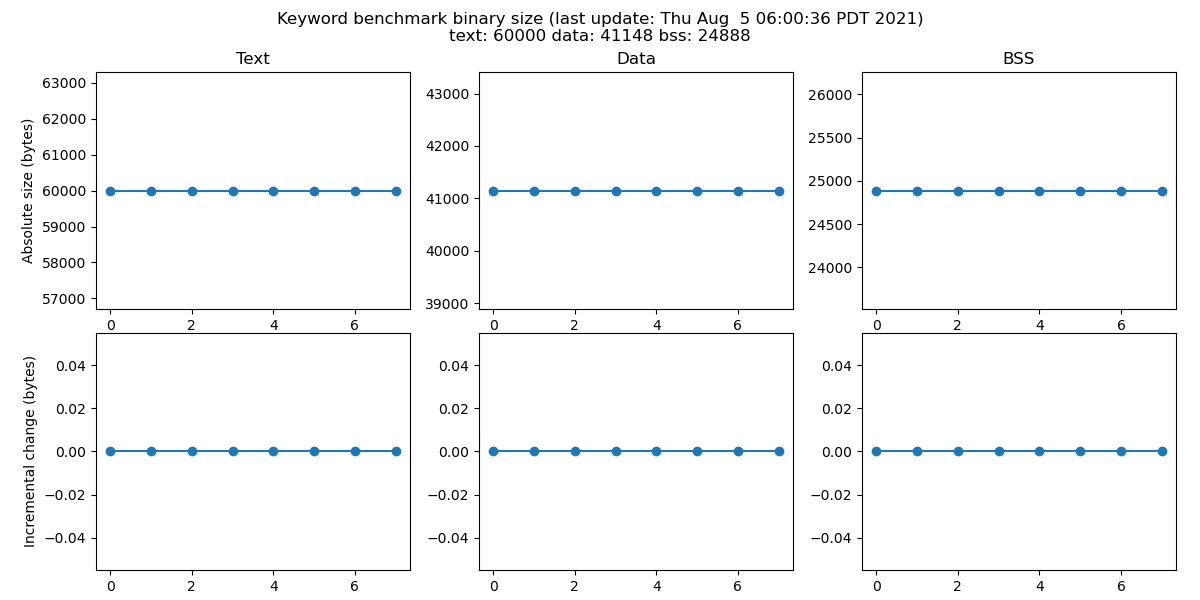 Keyword benchmark binary size (last update: Thu Aug  5 06:00:36 PDT 2021)
text: 60000 data: 41148 bss: 24888
Text
Data
BSS
Absolute size (bytes)
63000
62000
61000
60000
59000
58000
57000
0 2 4 6
43000
42000
41000
40000
39000
0 2 4 6
26000
25500
25000
24500
24000
0 2 4 6
Incremental change (bytes)
0.04
0.02
0.00
−0.02
−0.04
0 2 4 6
0.04
0.02
0.00
−0.02
−0.04
0 2 4 6
0.04
0.02
0.00
−0.02
−0.04
0 2 4 6